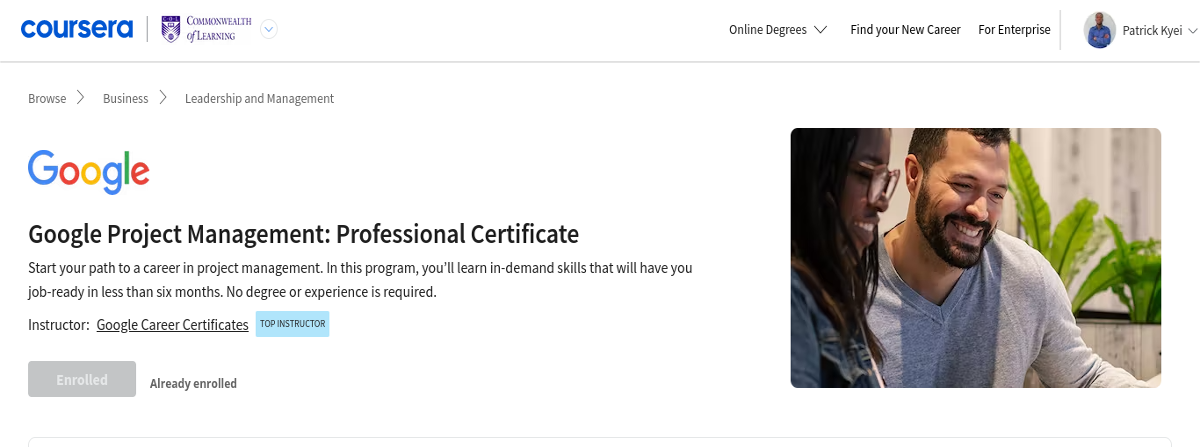 coursera
C O L
COMMONWEALTH
of LEARNING
Online Degrees
Find your New Career
For Enterprise
Patrick Kyei
Browse
Business
Leadership and Management
Google
Google Project Management: Professional Certificate
Start your path to a career in project management. In this program, you’ll learn in-demand skills that will have you
job-ready in less than six months. No degree or experience is required.
Instructor: Google Career Certificates TOP INSTRUCTOR
Enrolled
Already enrolled